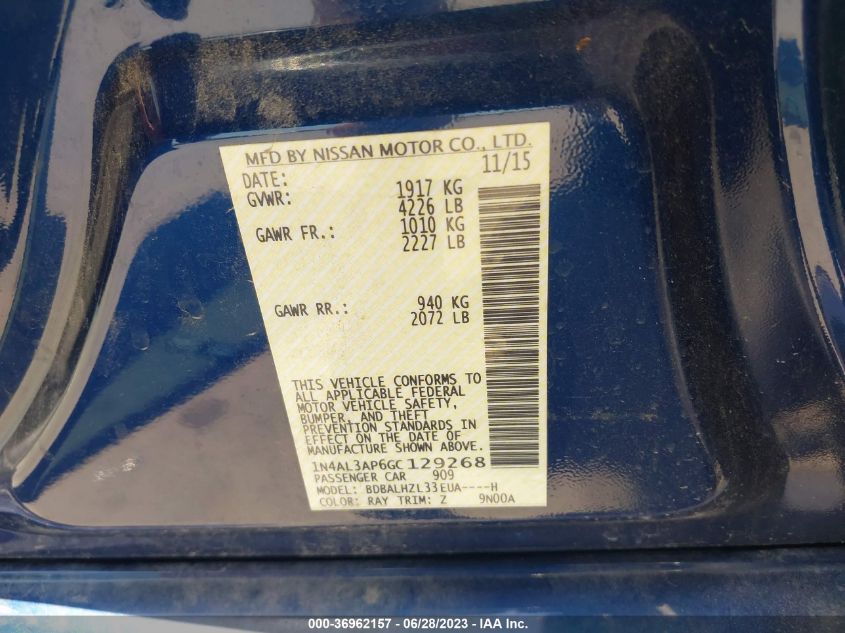 MFD BY NISSAN MOTOR CO., LTD.
DATE: 11/15
GVWR: 1917 KG
4226 LB
GAWR FR.: 1010 KG
2227 LB
GAWR RR.: 940 KG
2072 LB
THIS VEHICLE CONFORMS TO
ALL APPLICABLE FEDERAL
MOTOR VEHICLE SAFETY,
BUMPER, AND THEFT
PREVENTION STANDARDS IN
EFFECT ON THE DATE OF
MANUFACTURE SHOWN ABOVE.
1N4AL3AP6GC 129268
PASSENGER CAR 909
MODEL: BDBALHZL33EUA----H
COLOR: RAY TRIM: Z 9N00A
000-36962157 / 06/28/2023 - © IAA Inc.